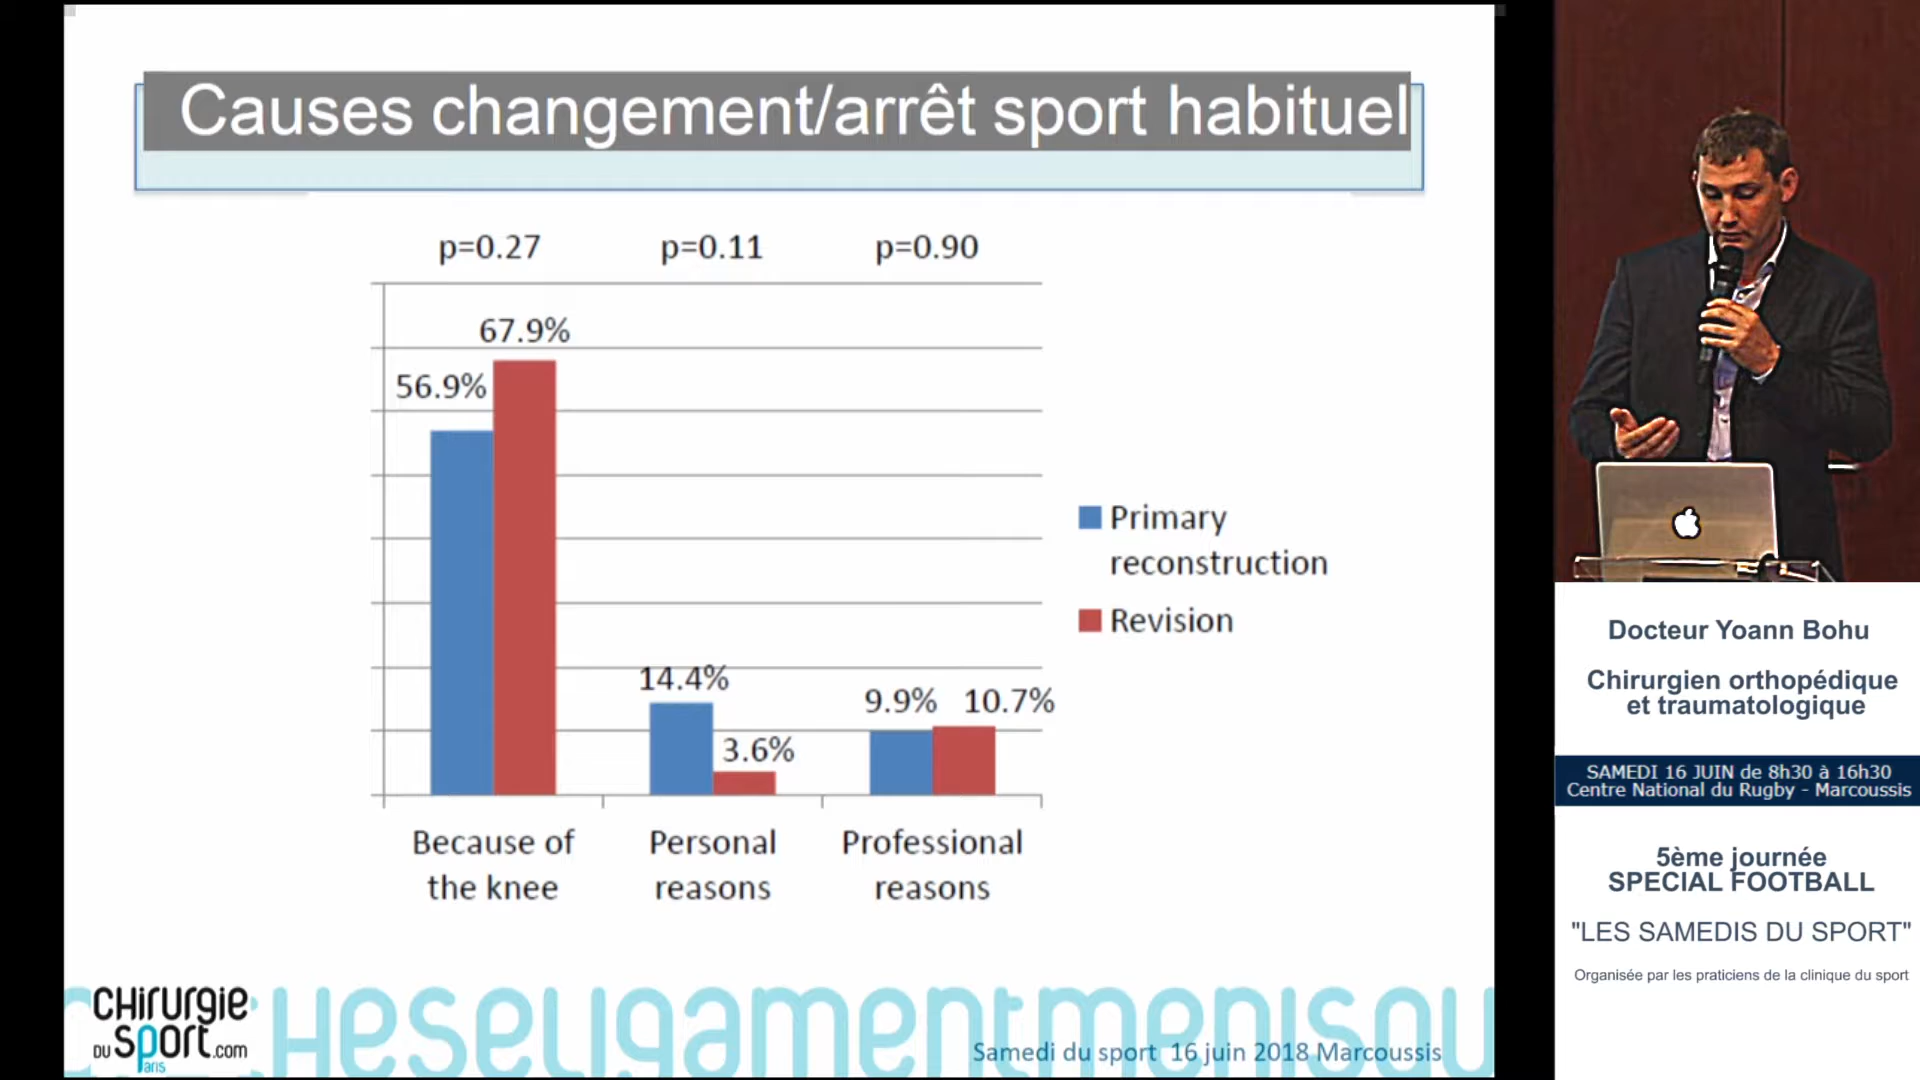 Causes changement/arrêt sport habituel
p=0.27 p=0.11 p=0.90
67.9%
56.9%
14.4%
3.6%
9.9% 10.7%
Primary
reconstruction
Revision
Because of
the knee
Personal
reasons
Professional
reasons
CHirurgie
DU SPORT.com
Paris
HeseLigamentmenisqu
Samedi du sport 16 juin 2018 Marcoussis
Docteur Yoann Bohu
Chirurgien orthopédique
et traumatologique
SAMEDI 16 JUIN de 8h30 à 16h30
Centre National du Rugby - Marcoussis
5ème journée
SPECIAL FOOTBALL
"LES SAMEDIS DU SPORT"
Organisée par les praticiens de la clinique du sport